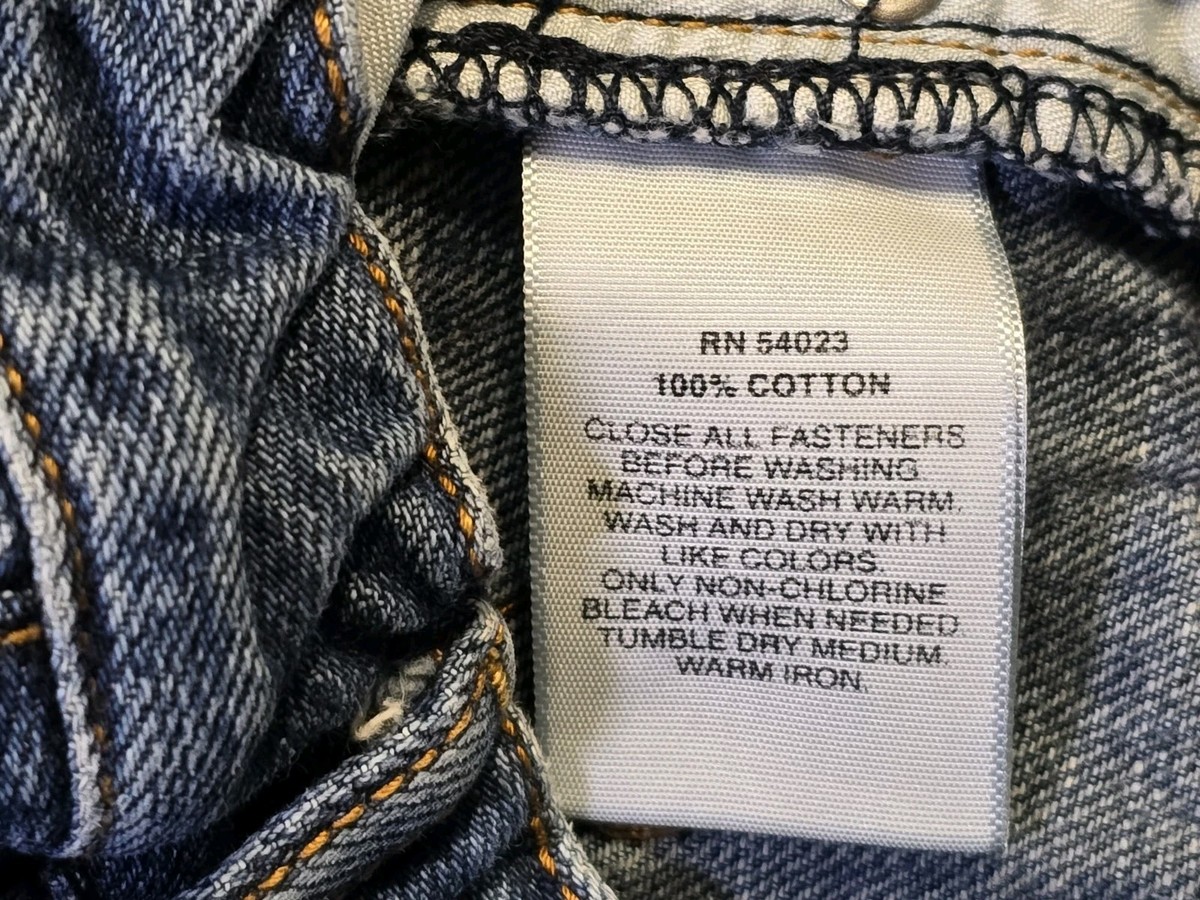 RN 54023
100% COTTON
CLOSE ALL FASTENERS
BEFORE WASHING.
MACHINE WASH WARM.
WASH AND DRY WITH
LIKE COLORS.
ONLY NON-CHLORINE
BLEACH WHEN NEEDED
TUMBLE DRY MEDIUM.
WARM IRON.